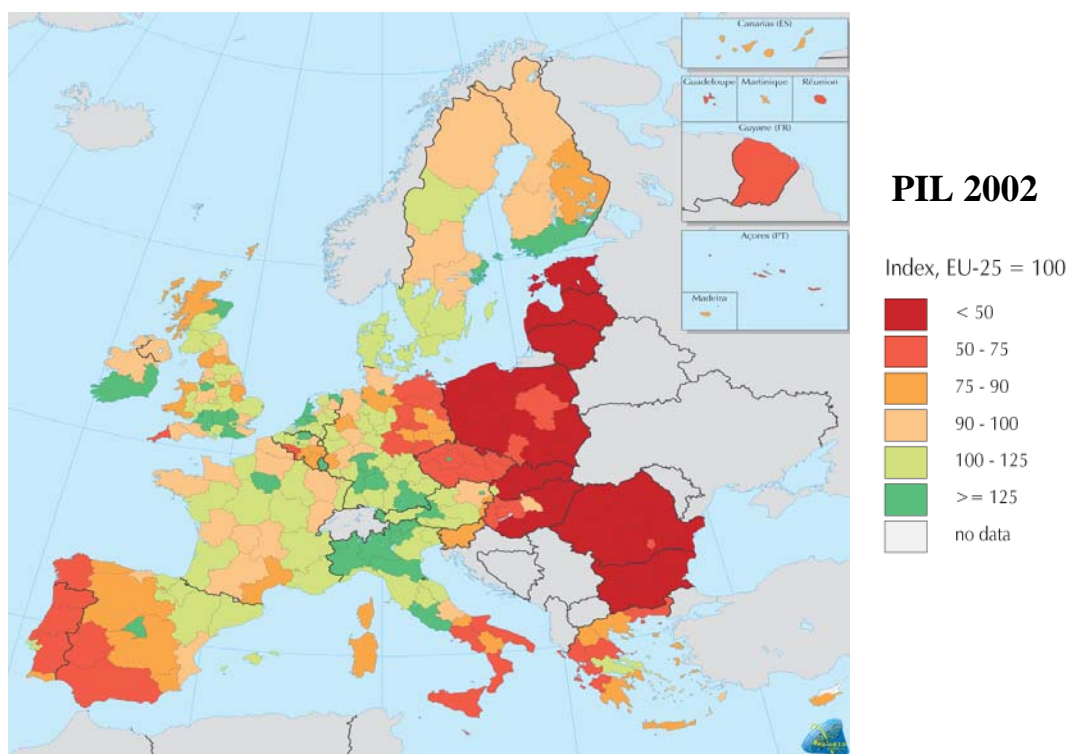 Canarias (ES)
Guadeloupe
Martinique
Réunion
Guyane (FR)
Açores (PT)
Madeira
PIL 2002
Index, EU-25 = 100
< 50
50 - 75
75 - 90
90 - 100
100 - 125
>= 125
no data